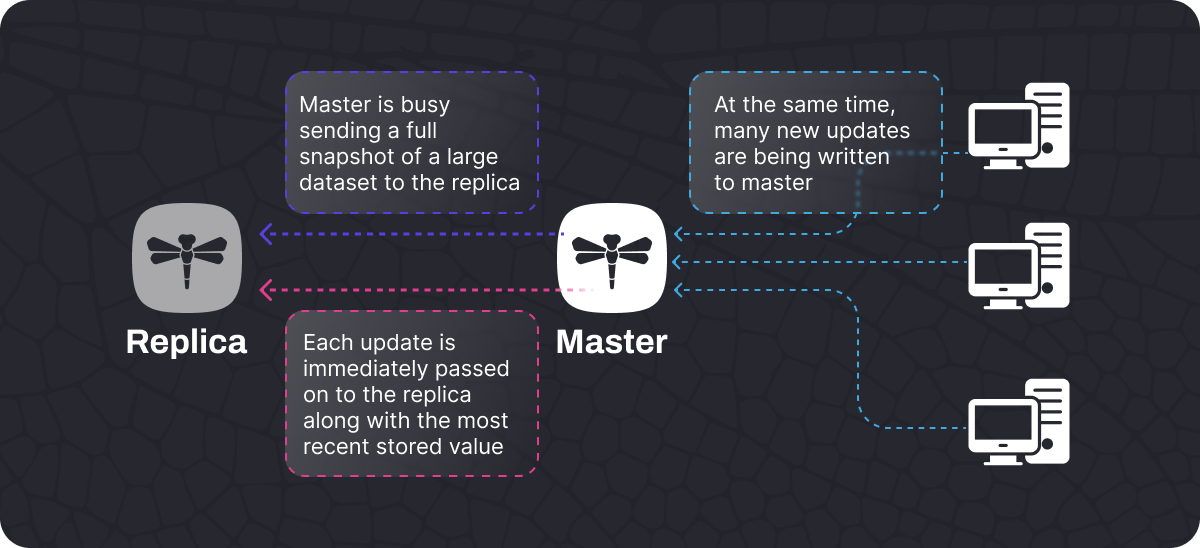 Master is busy
sending a full
snapshot of a large
dataset to the replica
At the same time,
many new updates
are being written
to master
Replica
Master
Each update is
immediately passed
on to the replica
along with the most
recent stored value